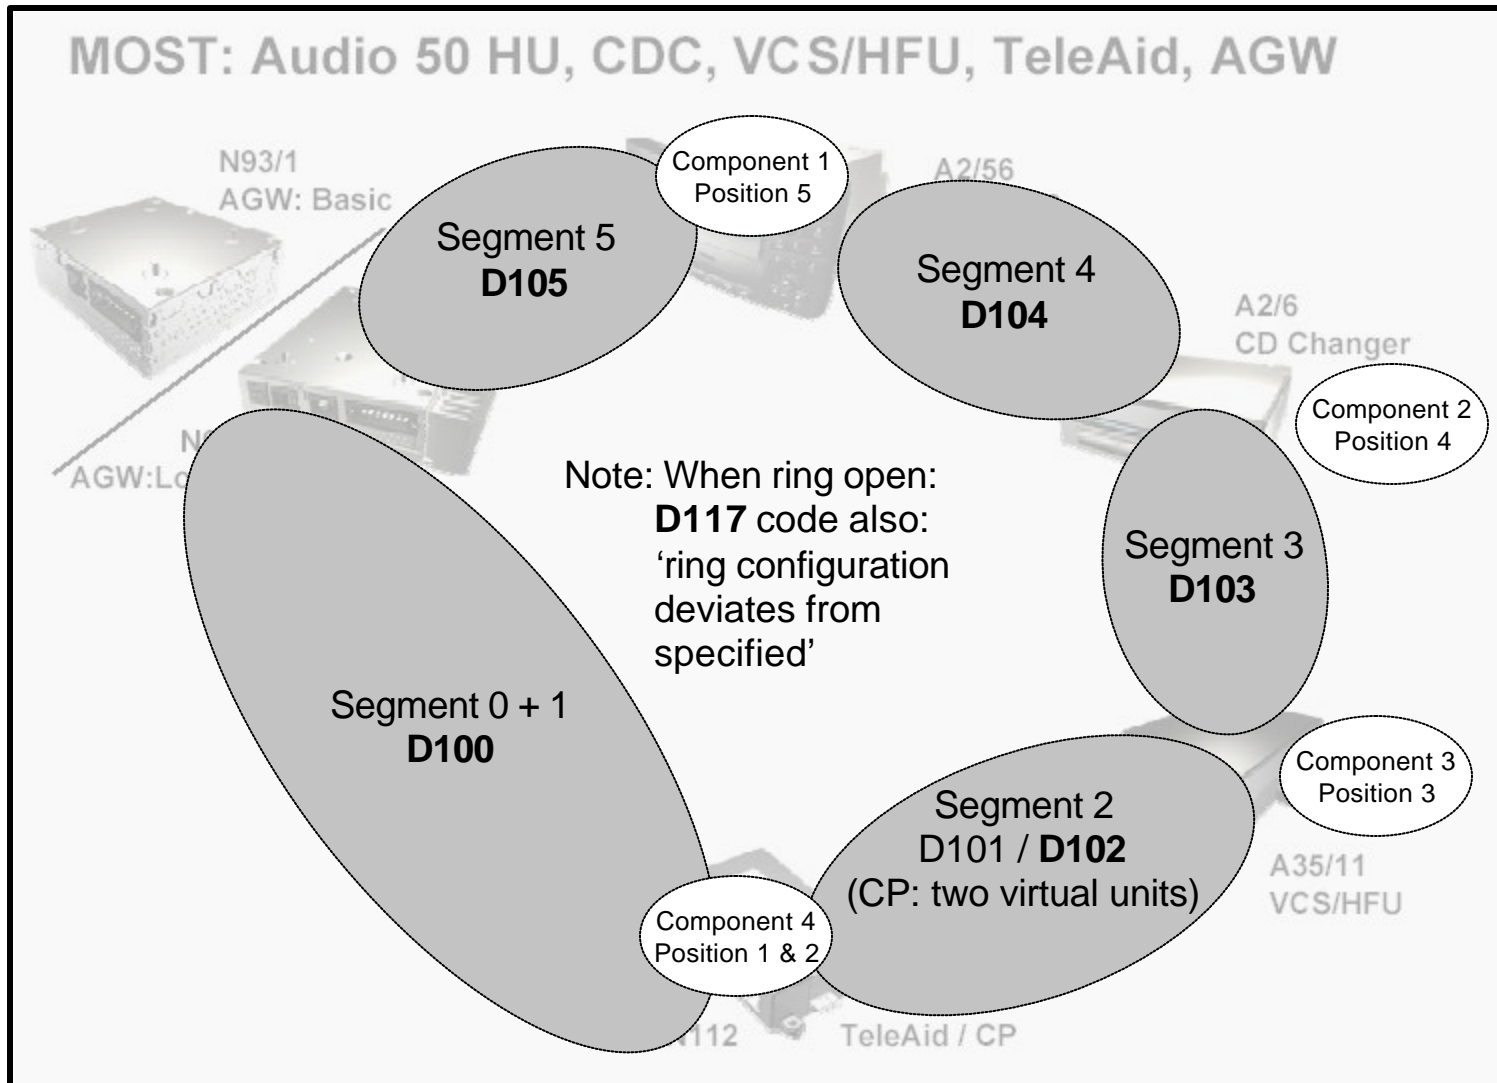 MOST: Audio 50 HU, CDC, VCS/HFU, TeleAid, AGW
N93/1
AGW: Basic
Component 1
Position 5
A2/56
Segment 5
D105
Segment 4
D104
A2/6
CD Changer
Component 2
Position 4
AGW:Lo
Note: When ring open:
D117 code also:
‘ring configuration
deviates from
specified’
Segment 3
D103
Segment 0 + 1
D100
Component 3
Position 3
Segment 2
D101 / D102
(CP: two virtual units)
A35/11
VCS/HFU
Component 4
Position 1 & 2
N112
TeleAid / CP